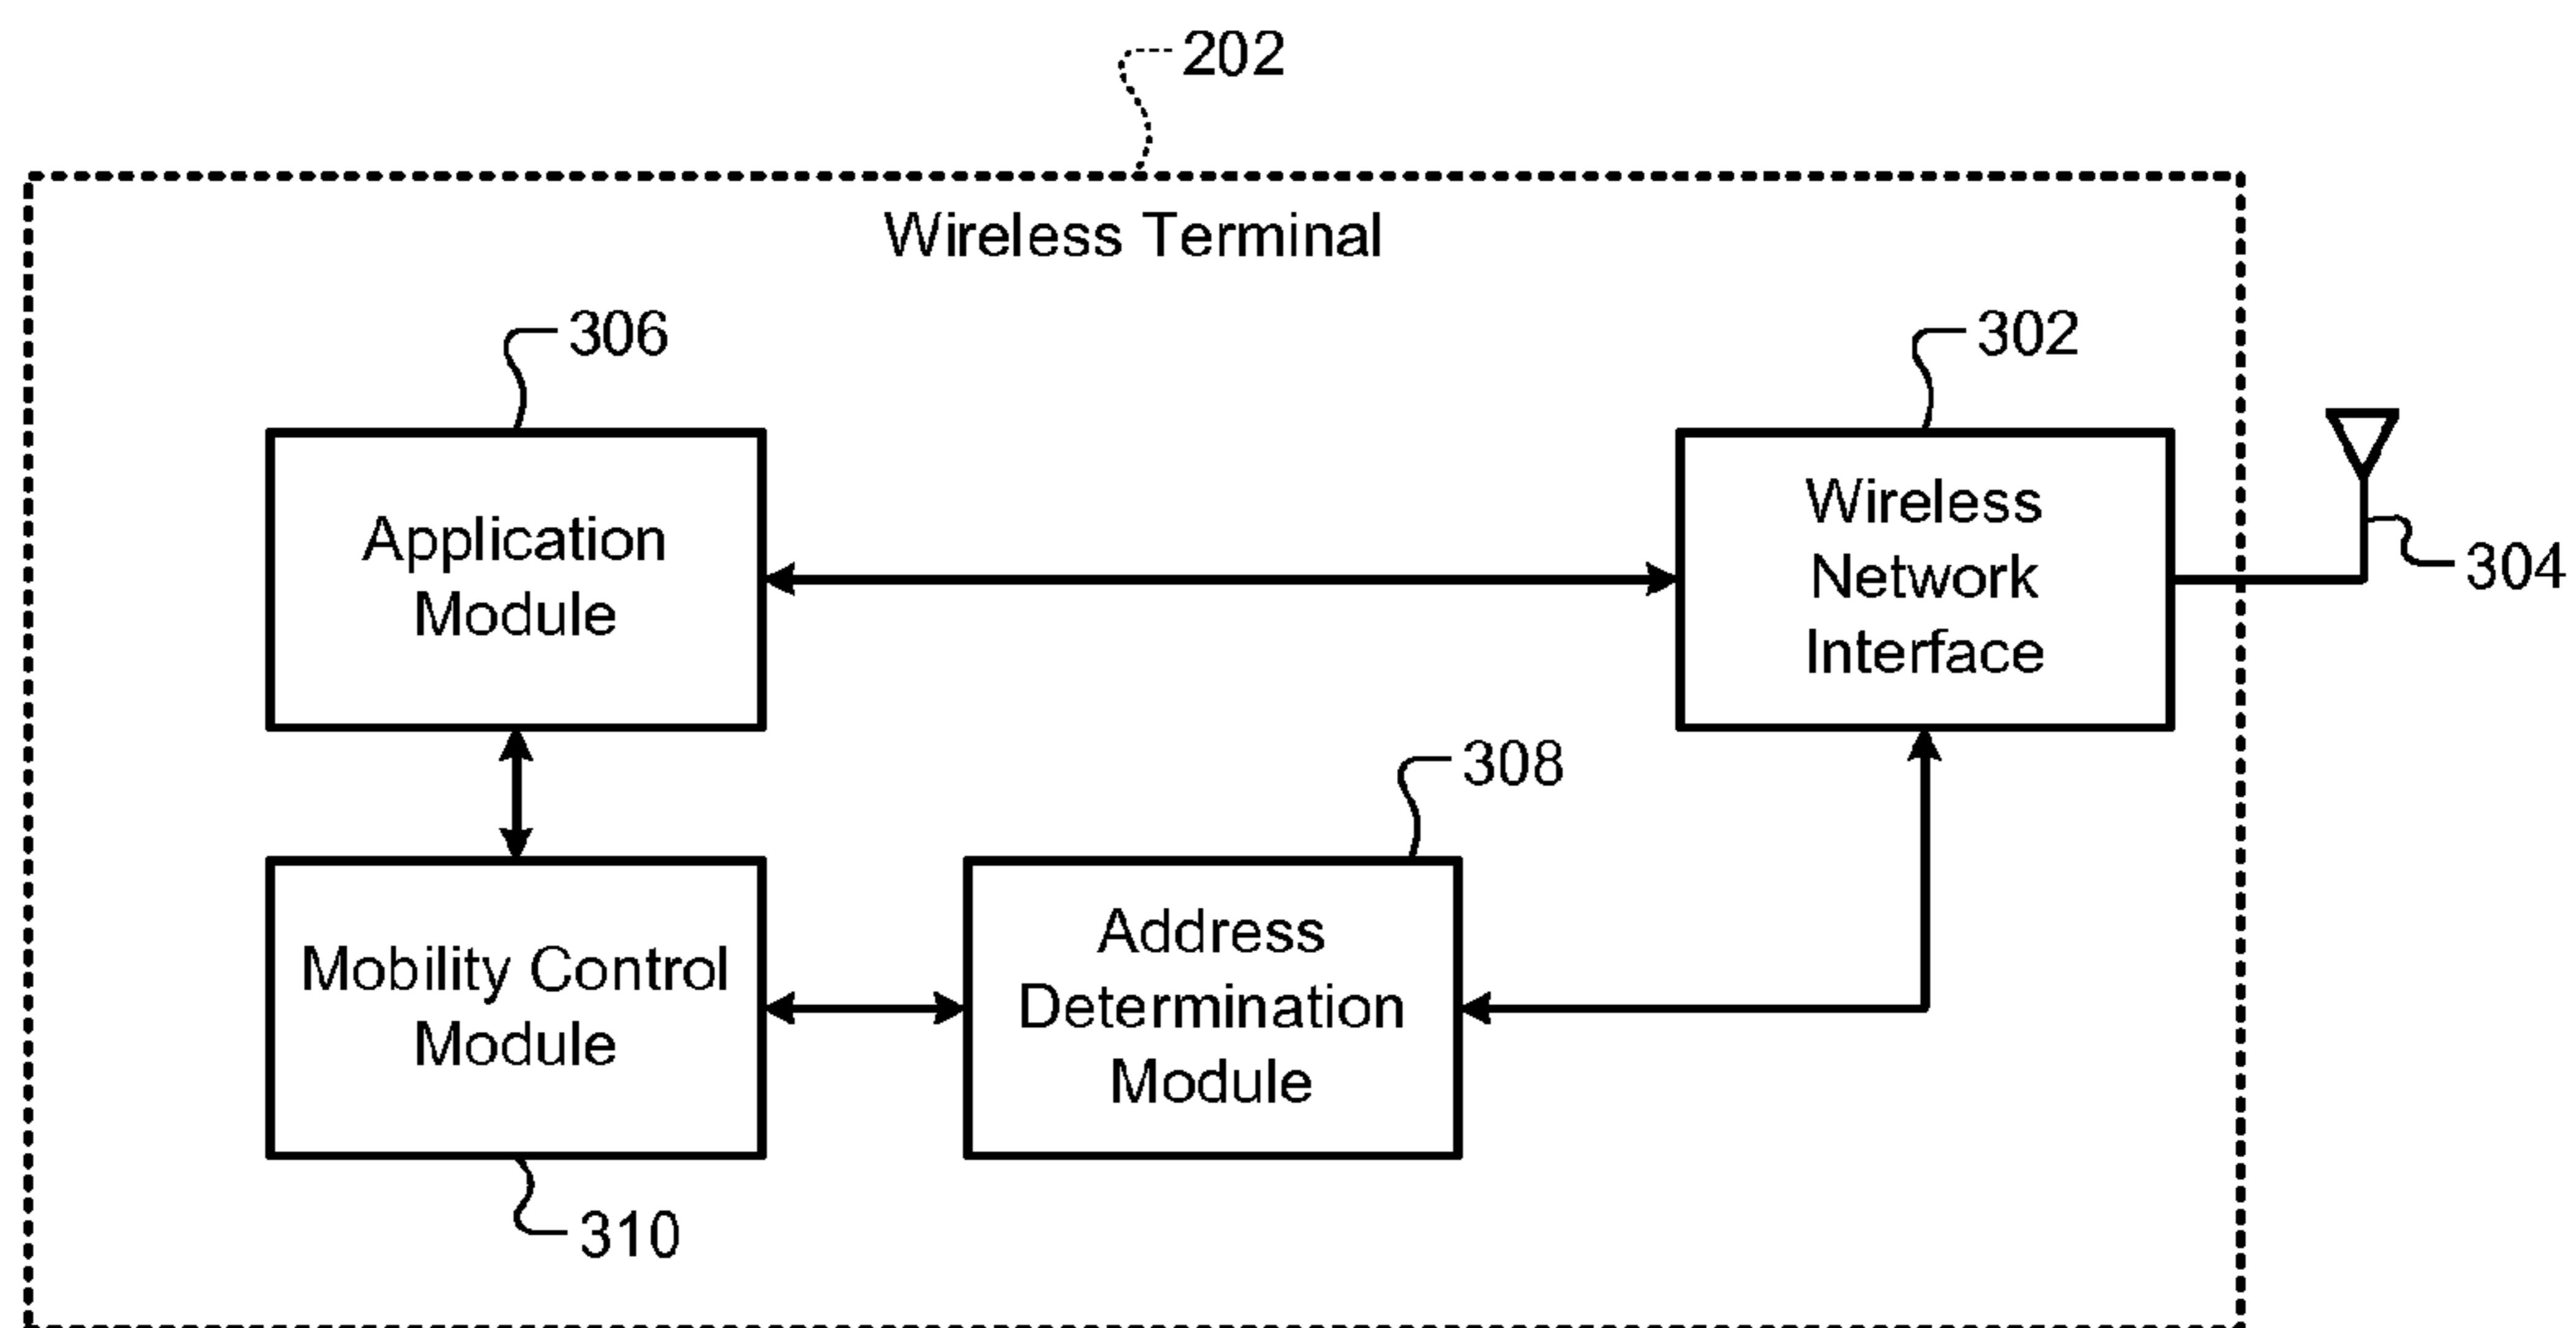 202
Wireless Terminal
306
302
Application
Module
Wireless
Network
Interface
304
308
Mobility Control
Module
Address
Determination
Module
310